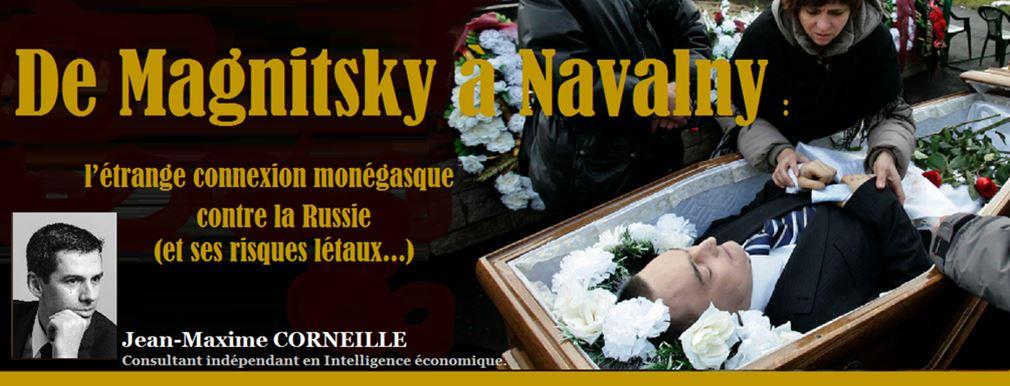 De Magnitsky à Navalny :
l’étrange connexion monégasque
contre la Russie
(et ses risques létaux...)
Jean-Maxime CORNEILLE
Consultant indépendant en Intelligence économique